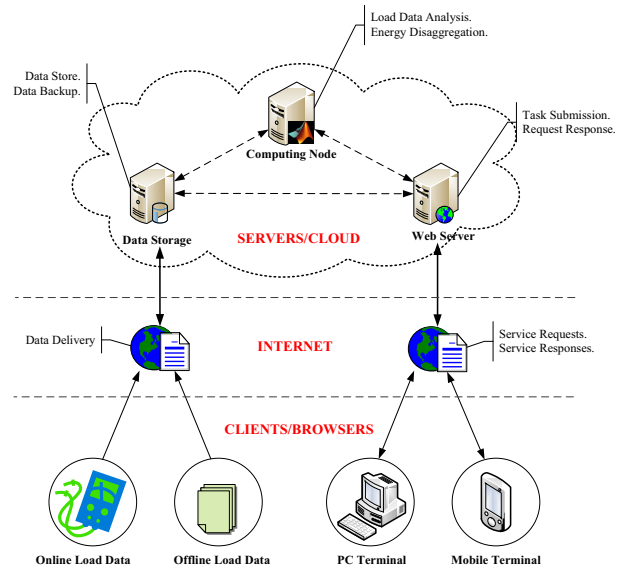 Load Data Analysis.
Energy Disaggregation.
Data Store.
Data Backup.
Task Submission.
Request Response.
Computing Node
Data Storage
Web Server
SERVERS/CLOUD
Data Delivery
INTERNET
Service Requests.
Service Responses.
CLIENTS/BROWSERS
Online Load Data
Offline Load Data
PC Terminal
Mobile Terminal